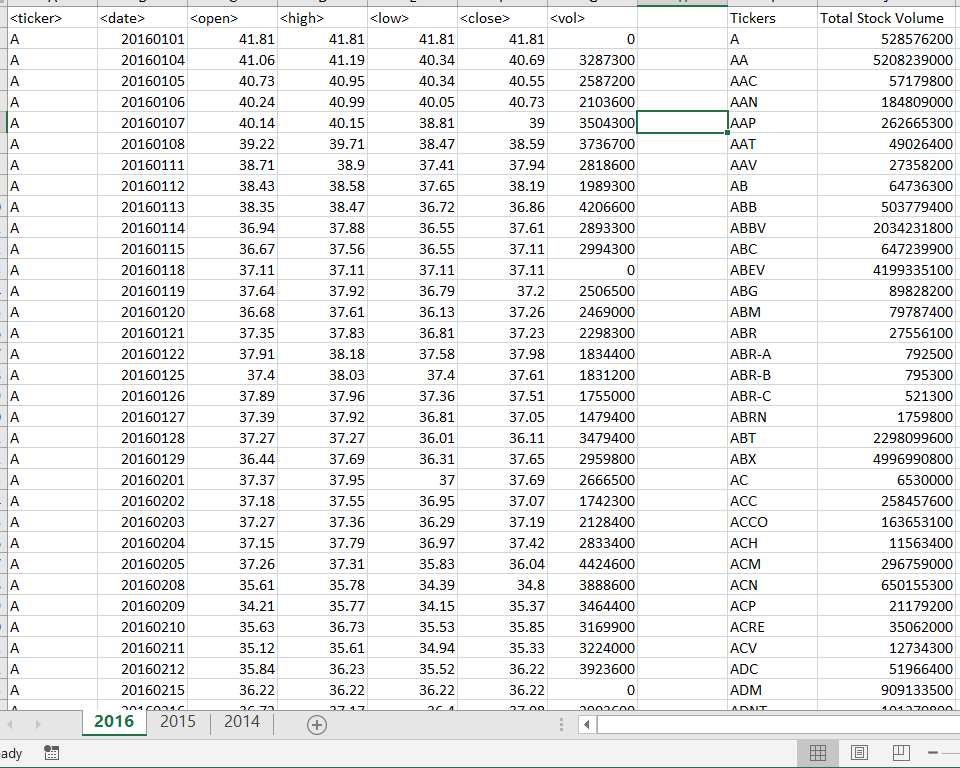 <ticker> <date> <open> <high> <low> <close> <vol> Tickers Total Stock Volume
A 20160101 41.81 41.81 41.81 41.81 0 A 528576200
A 20160104 41.06 41.19 40.34 40.69 3287300 AA 5208239000
A 20160105 40.73 40.95 40.34 40.55 2587200 AAC 57179800
A 20160106 40.24 40.99 40.05 40.73 2103600 AAN 184809000
A 20160107 40.14 40.15 38.81 39 3504300 AAP 262665300
A 20160108 39.22 39.71 38.47 38.59 3736700 AAT 49026400
A 20160111 38.71 38.9 37.41 37.94 2818600 AAV 27358200
A 20160112 38.43 38.58 37.65 38.19 1989300 AB 64736300
A 20160113 38.35 38.47 36.72 36.86 4206600 ABB 503779400
A 20160114 36.94 37.88 36.55 37.61 2893300 ABBV 2034231800
A 20160115 36.67 37.56 36.55 37.11 2994300 ABC 647239900
A 20160118 37.11 37.11 37.11 37.11 0 ABEV 4199335100
A 20160119 37.64 37.92 36.79 37.2 2506500 ABG 89828200
A 20160120 36.68 37.61 36.13 37.26 2469000 ABM 79787400
A 20160121 37.35 37.83 36.81 37.23 2298300 ABR 27556100
A 20160122 37.91 38.18 37.58 37.98 1834400 ABR-A 792500
A 20160125 37.4 38.03 37.4 37.61 1831200 ABR-B 795300
A 20160126 37.89 37.96 37.36 37.51 1755000 ABR-C 521300
A 20160127 37.39 37.92 36.81 37.05 1479400 ABRN 1759800
A 20160128 37.27 37.27 36.01 36.11 3479400 ABT 2298099600
A 20160129 36.44 37.69 36.31 37.65 2959800 ABX 4996990800
A 20160201 37.37 37.95 37 37.69 2666500 AC 6530000
A 20160202 37.18 37.55 36.95 37.07 1742300 ACC 258457600
A 20160203 37.27 37.36 36.29 37.19 2128400 ACCO 163653100
A 20160204 37.15 37.79 36.97 37.42 2833400 ACH 11563400
A 20160205 37.26 37.31 35.83 36.04 4424600 ACM 296759000
A 20160208 35.61 35.78 34.39 34.8 3888600 ACN 650155300
A 20160209 34.21 35.77 34.15 35.37 3464400 ACP 21179200
A 20160210 35.63 36.73 35.53 35.85 3169900 ACRE 35062000
A 20160211 35.12 35.61 34.94 35.33 3224000 ACV 12734300
A 20160212 35.84 36.23 35.52 36.22 3923600 ADC 51966400
A 20160215 36.22 36.22 36.22 36.22 0 ADM 909133500
2016 2015 2014
ady